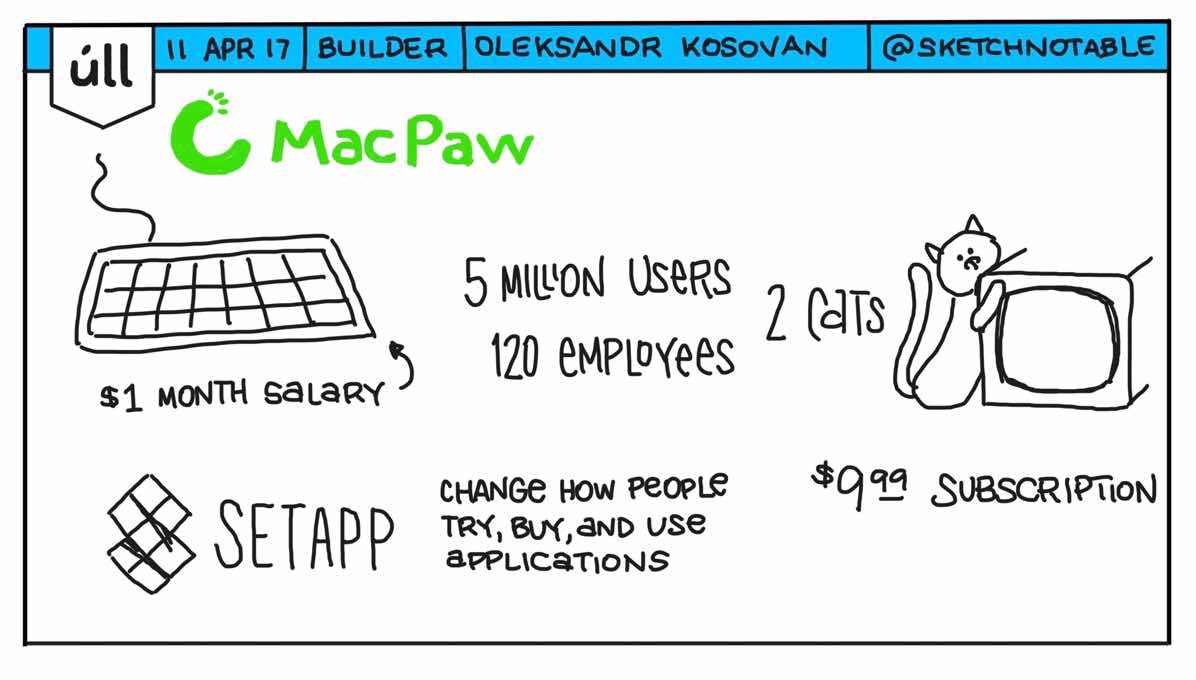 úll
11 APR 17
BUILDER
OLEKSANDR KOSOVAN
@SKETCHNOTABLE
MacPaw
5 MILLION USERS
120 EMPLOYEES
2 CATS
$1 MONTH SALARY
SETAPP
CHANGE HOW PEOPLE
TRY, BUY, AND USE
APPLICATIONS
$9 99 SUBSCRIPTION